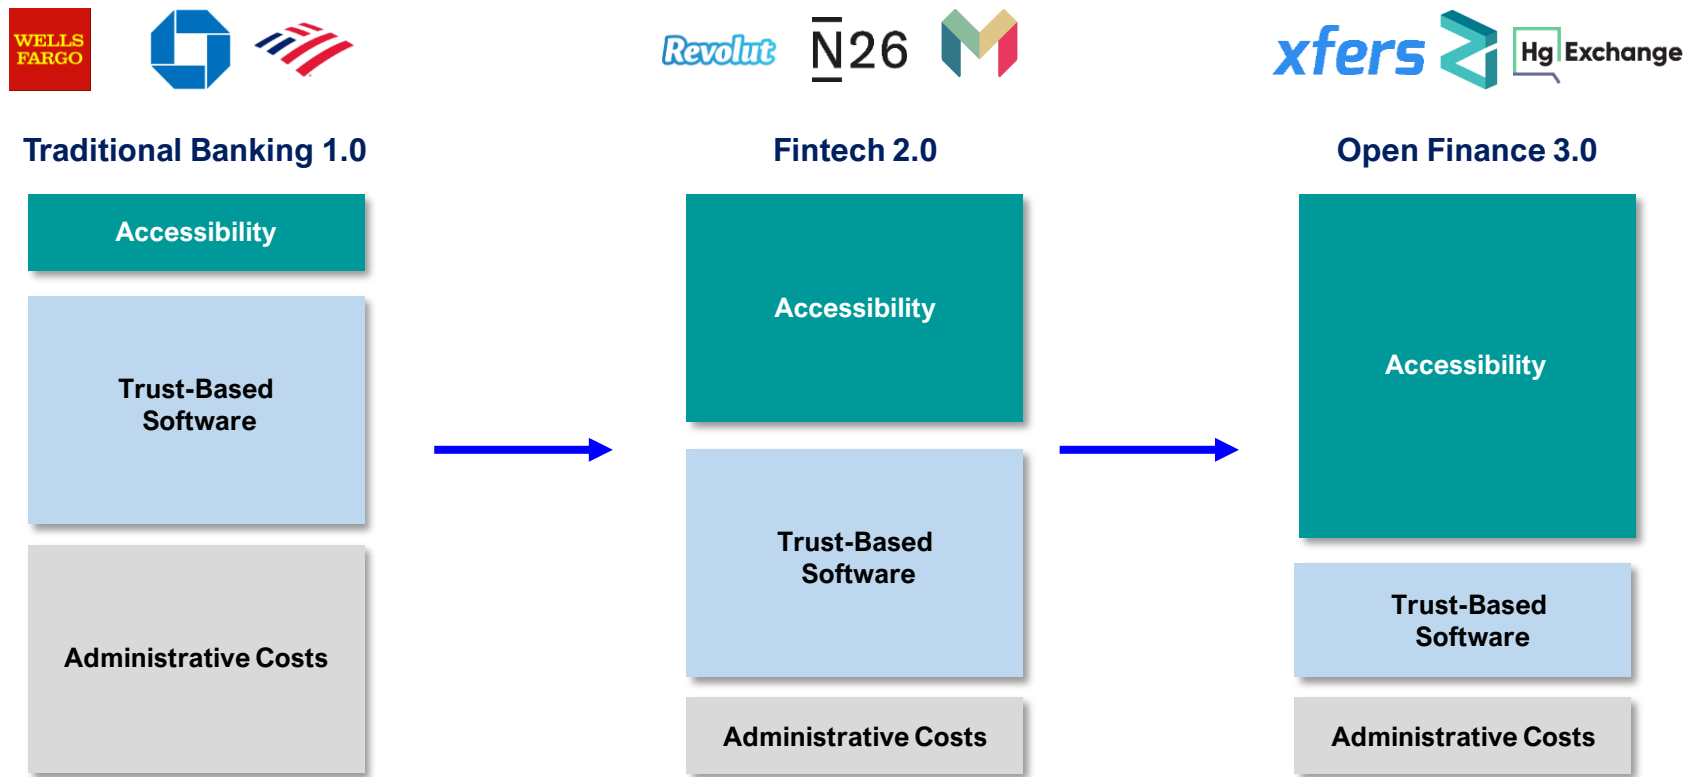 WELLS
FARGO
Revolut
N26
xfers
Hg Exchange
Traditional Banking 1.0
Fintech 2.0
Open Finance 3.0
Accessibility
Trust-Based
Software
Administrative Costs
Accessibility
Trust-Based
Software
Administrative Costs
Accessibility
Trust-Based
Software
Administrative Costs